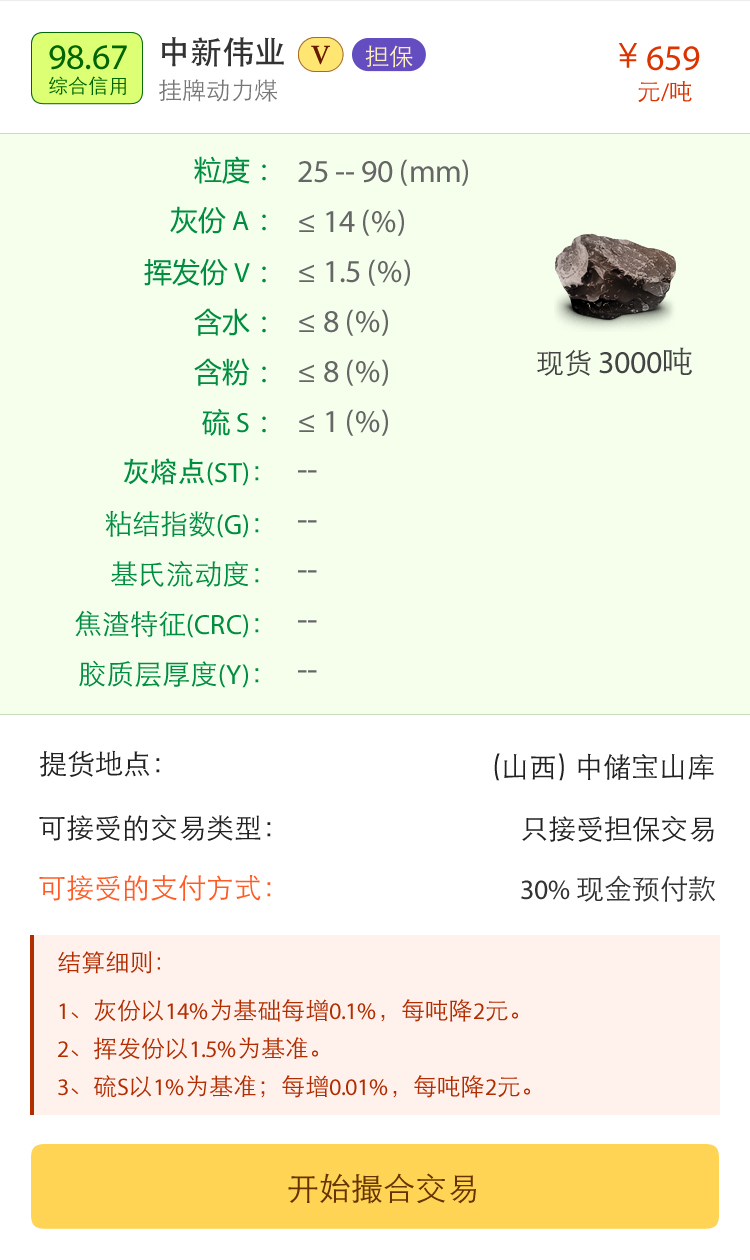 98.67
综合信用
中新伟业 V 担保
挂牌动力煤
¥ 659
元/吨
粒度： 25 -- 90 (mm)
灰份 A： ≤ 14 (%)
挥发份 V： ≤ 1.5 (%)
含水： ≤ 8 (%)
含粉： ≤ 8 (%)
硫 S： ≤ 1 (%)
灰熔点(ST)： --
粘结指数(G)： --
基氏流动度： --
焦渣特征(CRC)： --
胶质层厚度(Y)： --
现货 3000吨
提货地点： (山西) 中储宝山库
可接受的交易类型： 只接受担保交易
可接受的支付方式： 30% 现金预付款
结算细则：
1、灰份以14%为基础每增0.1%，每吨降2元。
2、挥发份以1.5%为基准。
3、硫S以1%为基准；每增0.01%，每吨降2元。
开始撮合交易